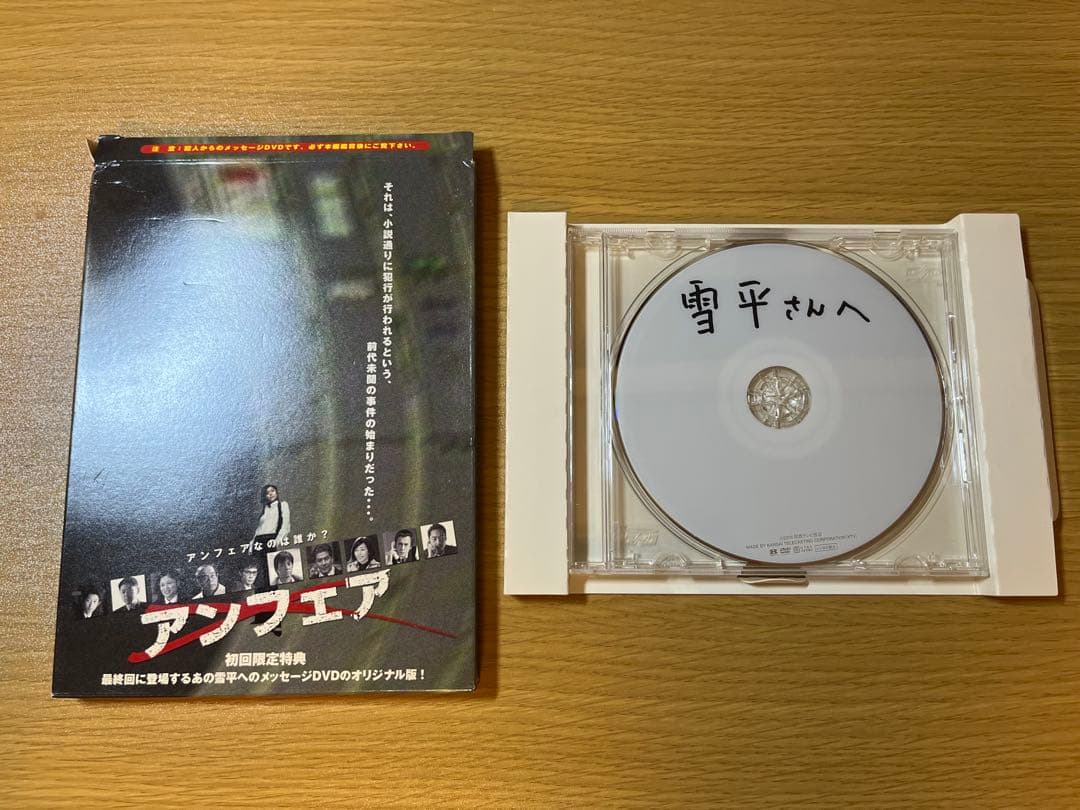 注 意:犯人からのメッセージDVDです。必ず本編鑑賞後にご覧下さい。
それは、小説通りに犯行が行われるという、
前代未聞の事件の始まりだった・・・。
アンフェアなのは誰か?
アンフェア
初回限定特典
最終回に登場するあの雪平へのメッセージDVDのオリジナル版!
雪平さんへ
MADE BY KANSAI TELECASTING CORPORATION (KTV)